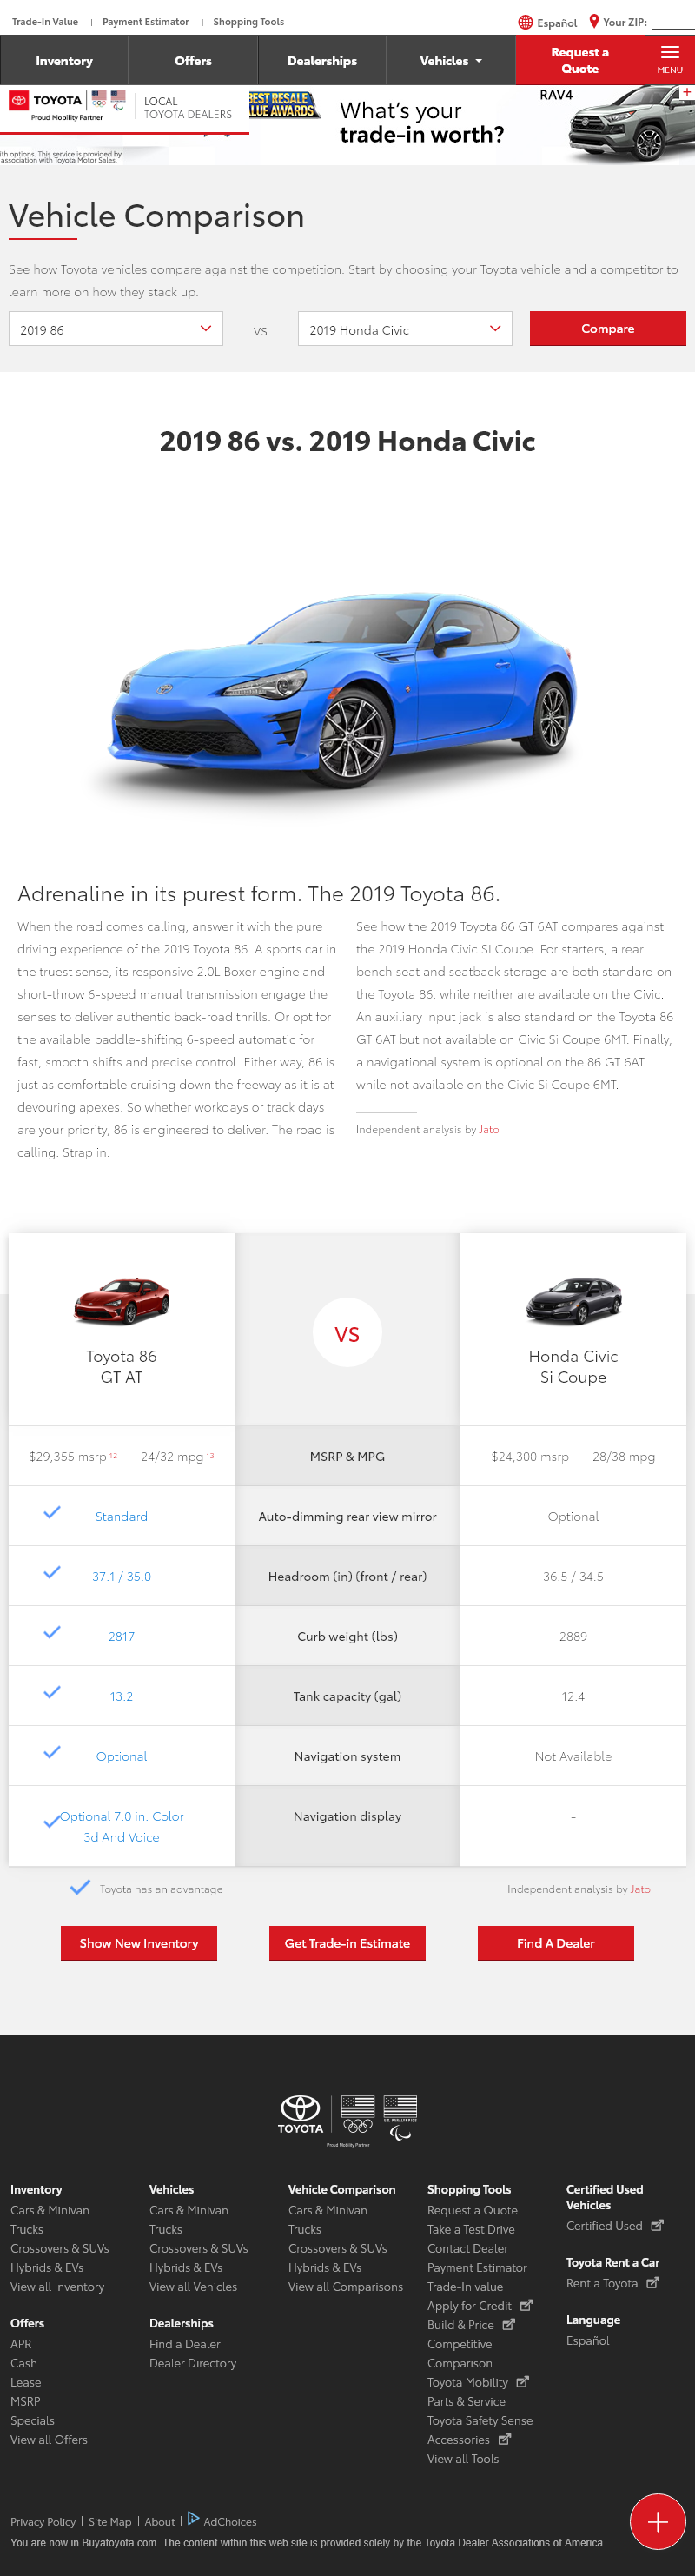 Trade-In Value | Payment Estimator | Shopping Tools
Español Your ZIP:
Inventory Offers Dealerships Vehicles Request a Quote MENU
TOYOTA LOCAL TOYOTA DEALERS
Proud Mobility Partner
BEST RESALE
VALUE AWARDS
What's your
trade-in worth?
RAV4
ith options. This service is provided by
association with Toyota Motor Sales.
Vehicle Comparison
See how Toyota vehicles compare against the competition. Start by choosing your Toyota vehicle and a competitor to
learn more on how they stack up.
2019 86 VS 2019 Honda Civic Compare
2019 86 vs. 2019 Honda Civic
Adrenaline in its purest form. The 2019 Toyota 86.
When the road comes calling, answer it with the pure
driving experience of the 2019 Toyota 86. A sports car in
the truest sense, its responsive 2.0L Boxer engine and
short-throw 6-speed manual transmission engage the
senses to deliver authentic back-road thrills. Or opt for
the available paddle-shifting 6-speed automatic for
fast, smooth shifts and precise control. Either way, 86 is
just as comfortable cruising down the freeway as it is at
devouring apexes. So whether workdays or track days
are your priority, 86 is engineered to deliver. The road is
calling. Strap in.
See how the 2019 Toyota 86 GT 6AT compares against
the 2019 Honda Civic SI Coupe. For starters, a rear
bench seat and seatback storage are both standard on
the Toyota 86, while neither are available on the Civic.
An auxiliary input jack is also standard on the Toyota 86
GT 6AT but not available on Civic Si Coupe 6MT. Finally,
a navigational system is optional on the 86 GT 6AT
while not available on the Civic Si Coupe 6MT.
Independent analysis by Jato
Toyota 86
GT AT
VS
Honda Civic
Si Coupe
$29,355 msrp 12 24/32 mpg 13 MSRP & MPG $24,300 msrp 28/38 mpg
Standard Auto-dimming rear view mirror Optional
37.1 / 35.0 Headroom (in) (front / rear) 36.5 / 34.5
2817 Curb weight (lbs) 2889
13.2 Tank capacity (gal) 12.4
Optional Navigation system Not Available
Optional 7.0 in. Color
3d And Voice
Navigation display -
Toyota has an advantage Independent analysis by Jato
Show New Inventory Get Trade-in Estimate Find A Dealer
TOYOTA U.S. PARALYMPICS
Proud Mobility Partner
Inventory
Cars & Minivan
Trucks
Crossovers & SUVs
Hybrids & EVs
View all Inventory
Offers
APR
Cash
Lease
MSRP
Specials
View all Offers
Vehicles
Cars & Minivan
Trucks
Crossovers & SUVs
Hybrids & EVs
View all Vehicles
Dealerships
Find a Dealer
Dealer Directory
Vehicle Comparison
Cars & Minivan
Trucks
Crossovers & SUVs
Hybrids & EVs
View all Comparisons
Shopping Tools
Request a Quote
Take a Test Drive
Contact Dealer
Payment Estimator
Trade-In value
Apply for Credit
Build & Price
Competitive
Comparison
Toyota Mobility
Parts & Service
Toyota Safety Sense
Accessories
View all Tools
Certified Used
Vehicles
Certified Used
Toyota Rent a Car
Rent a Toyota
Language
Español
Privacy Policy | Site Map | About | AdChoices
You are now in Buyatoyota.com. The content within this web site is provided solely by the Toyota Dealer Associations of America.